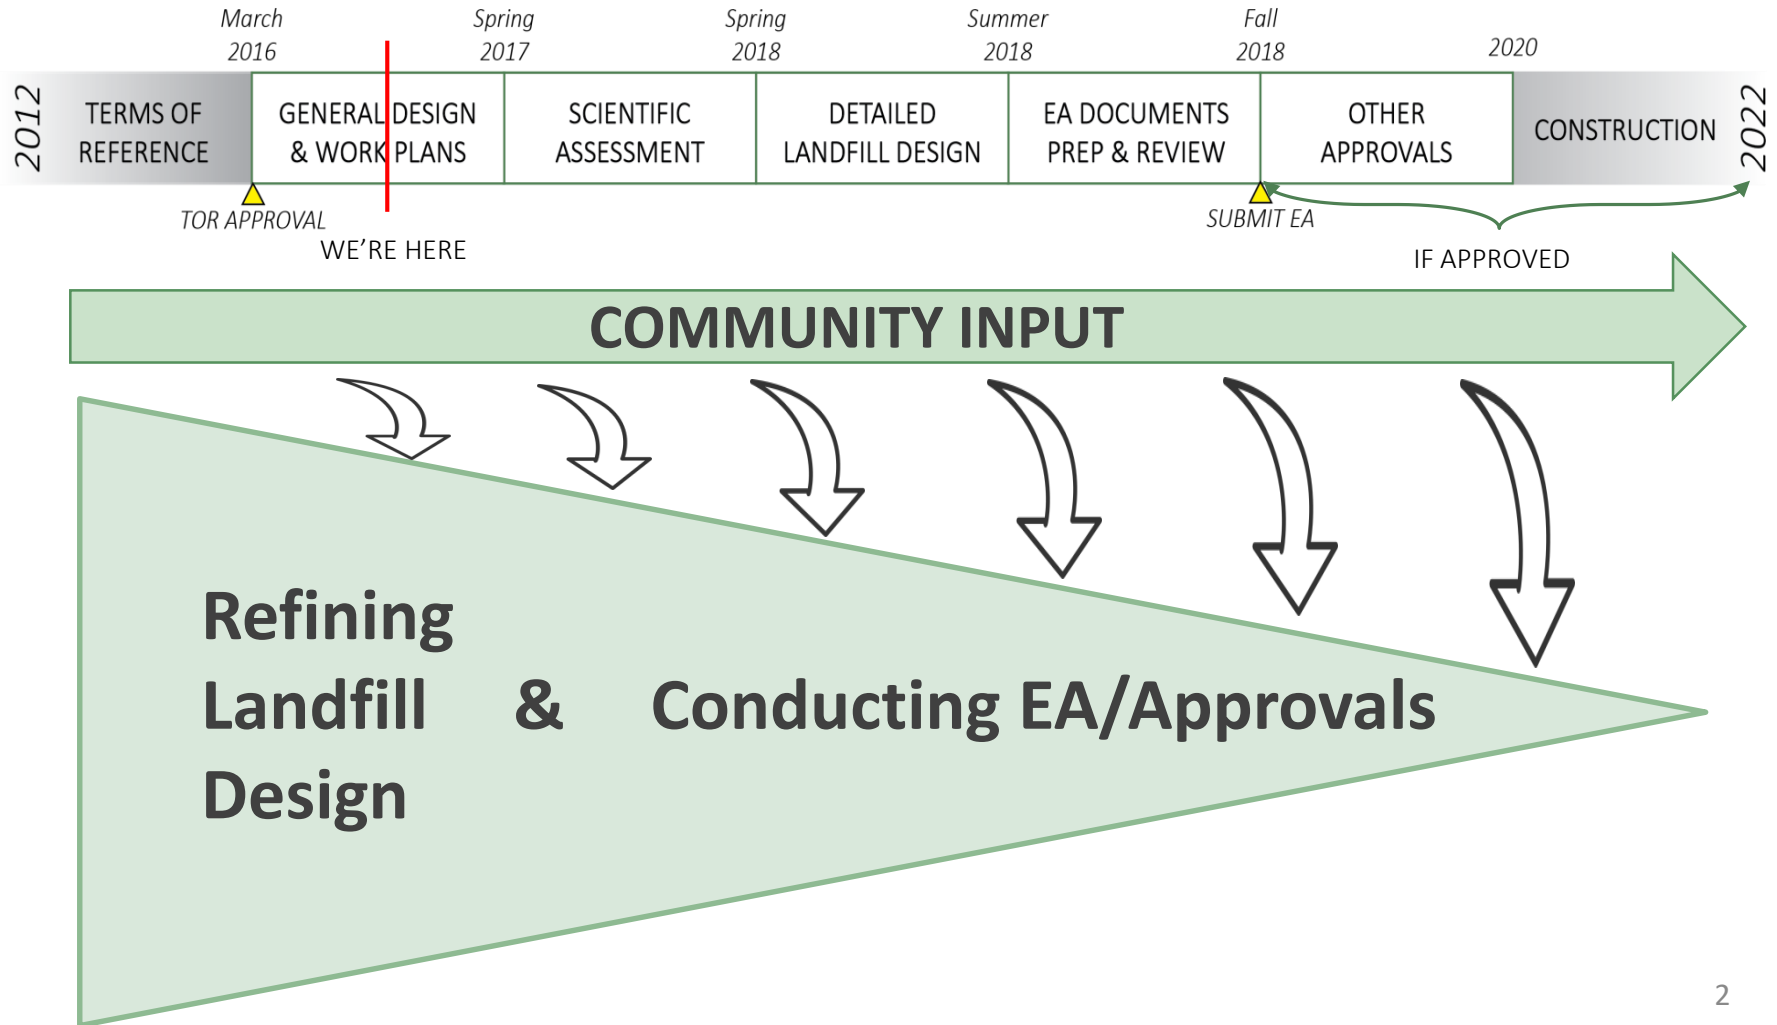 March
2016
Spring
2017
Spring
2018
Summer
2018
Fall
2018
2020
2012
TERMS OF
REFERENCE
GENERAL DESIGN
& WORK PLANS
SCIENTIFIC
ASSESSMENT
DETAILED
LANDFILL DESIGN
EA DOCUMENTS
PREP & REVIEW
OTHER
APPROVALS
CONSTRUCTION
2022
TOR APPROVAL
SUBMIT EA
WE'RE HERE
IF APPROVED
COMMUNITY INPUT
Refining
Landfill & Conducting EA/Approvals
Design
2